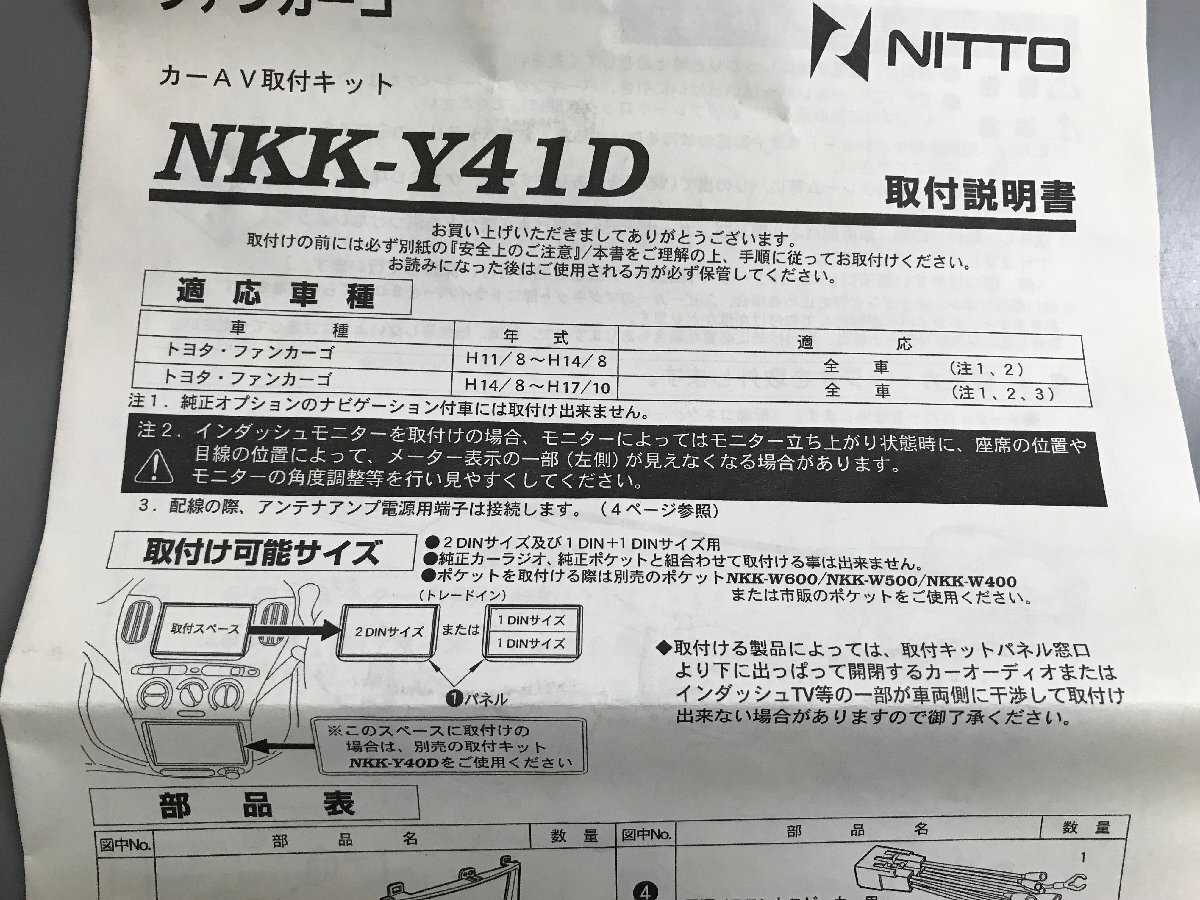 ファンカーゴ
NITTO
カーAV取付キット
NKK-Y41D
取付説明書
お買い上げいただきましてありがとうございます。
取付けの前には必ず別紙の『安全上のご注意』/本書をご理解の上、手順に従ってお取付けください。
お読みになった後はご使用される方が必ず保管してください。
適応車種
車種 年式 適応
トヨタ・ファンカーゴ H11/8～H14/8 全車 (注1、2)
トヨタ・ファンカーゴ H14/8～H17/10 全車 (注1、2、3)
注1. 純正オプションのナビゲーション付車には取付け出来ません。
注2. インダッシュモニターを取付けの場合、モニターによってはモニター立ち上がり状態時に、座席の位置や
目線の位置によって、メーター表示の一部(左側)が見えなくなる場合があります。
モニターの角度調整等を行い見やすくしてください。
3. 配線の際、アンテナアンプ電源用端子は接続します。(4ページ参照)
取付け可能サイズ
●2DINサイズ及び1DIN+1DINサイズ用
●純正カーラジオ、純正ポケットと組合わせて取付ける事は出来ません。
●ポケットを取付ける際は別売のポケットNKK-W600/NKK-W500/NKK-W400
または市販のポケットをご使用ください。
(トレードイン)
取付スペース
2DINサイズ
または
1DINサイズ
1DINサイズ
❶パネル
※このスペースに取付けの
場合は、別売の取付キット
NKK-Y40Dをご使用ください
◆取付ける製品によっては、取付キットパネル窓口
より下に出っぱって開閉するカーオーディオまたは
インダッシュTV等の一部が車両側に干渉して取付け
出来ない場合がありますので御了承ください。
部品表
図中No. 部品名 数量 図中No. 部品名 数量
❹
1